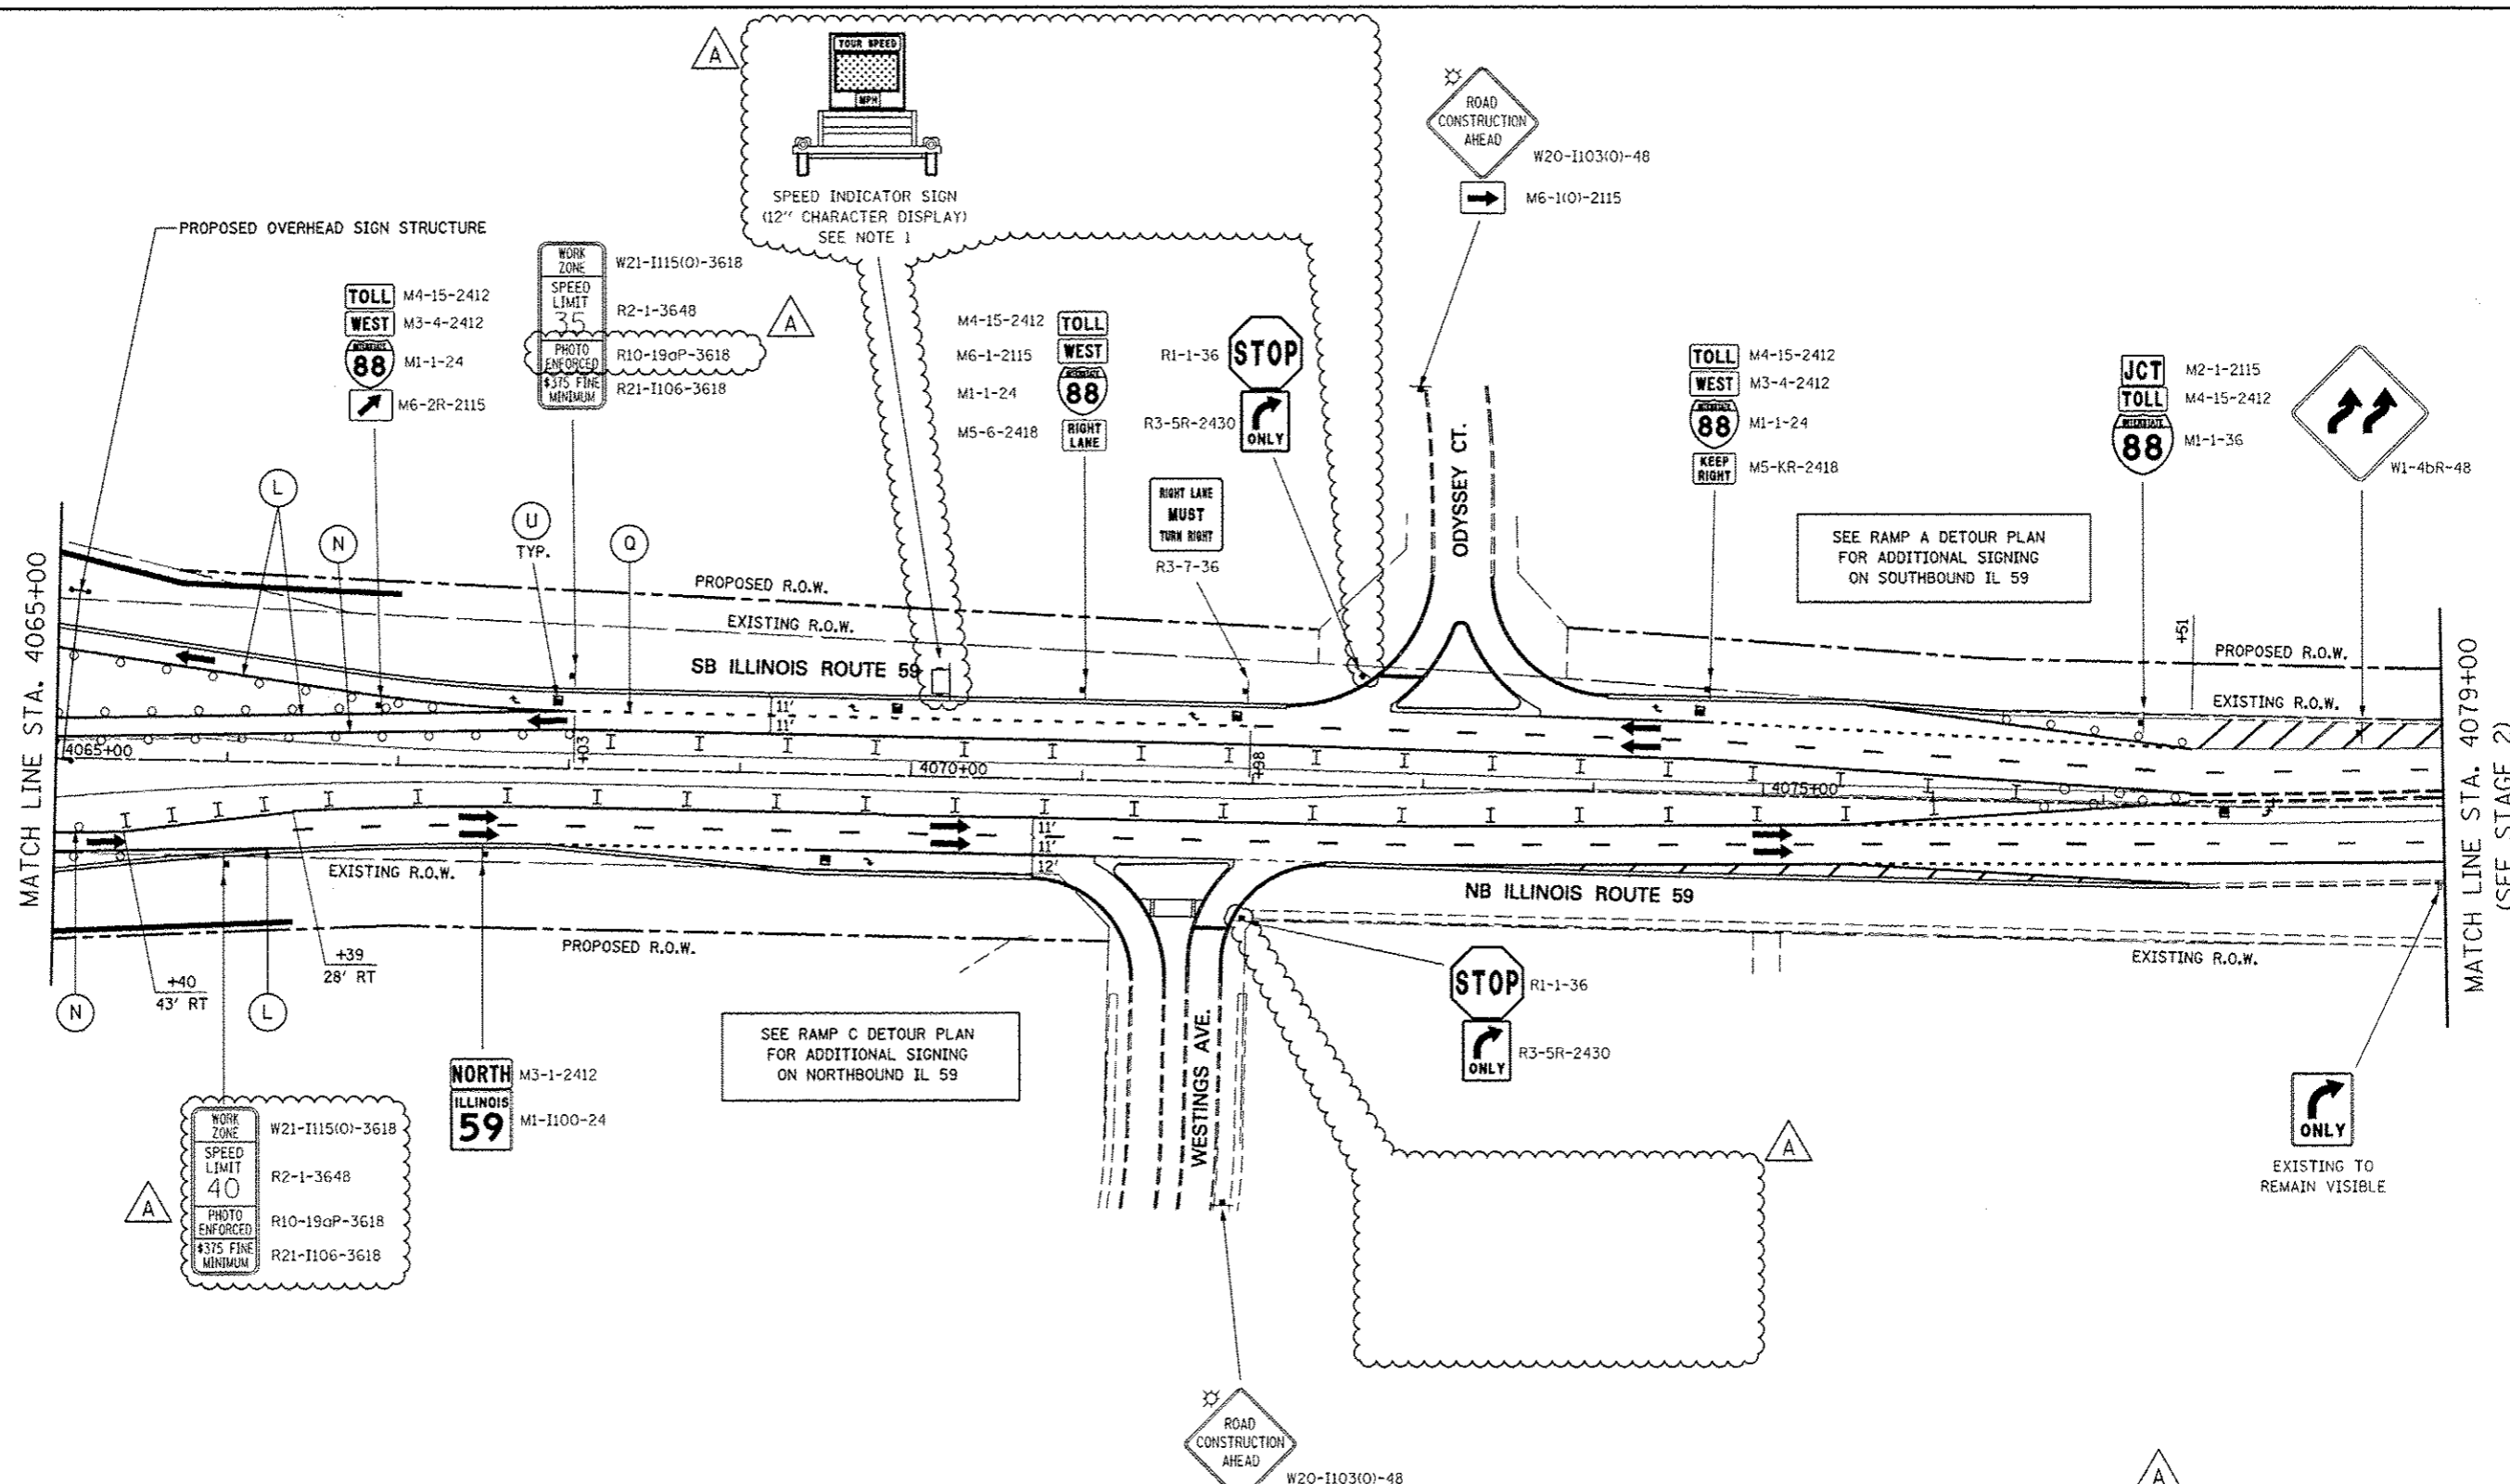 A
YOUR SPEED
MPH
SPEED INDICATOR SIGN
(12" CHARACTER DISPLAY)
SEE NOTE 1
ROAD
CONSTRUCTION
AHEAD
W20-I103(O)-48
M6-1(O)-2115
PROPOSED OVERHEAD SIGN STRUCTURE
TOLL M4-15-2412
WEST M3-4-2412
INTERSTATE
88 M1-1-24
M6-2R-2115
WORK
ZONE
W21-I115(O)-3618
SPEED
LIMIT
35
R2-1-3648
PHOTO
ENFORCED
R10-19aP-3618
$375 FINE
MINIMUM
R21-I106-3618
A
M4-15-2412 TOLL
M6-1-2115 WEST
INTERSTATE
M1-1-24 88
M5-6-2418 RIGHT
LANE
R1-1-36 STOP
R3-5R-2430
ONLY
RIGHT LANE
MUST
TURN RIGHT
R3-7-36
ODYSSEY CT.
TOLL M4-15-2412
WEST M3-4-2412
INTERSTATE
88 M1-1-24
KEEP
RIGHT
M5-KR-2418
JCT M2-1-2115
TOLL M4-15-2412
INTERSTATE
88 M1-1-36
W1-4bR-48
SEE RAMP A DETOUR PLAN
FOR ADDITIONAL SIGNING
ON SOUTHBOUND IL 59
L
N
U
TYP.
Q
MATCH LINE STA. 4065+00
PROPOSED R.O.W.
EXISTING R.O.W.
SB ILLINOIS ROUTE 59
11'
11'
4065+00
+03
4070+00
+98
4075+00
+51
PROPOSED R.O.W.
EXISTING R.O.W.
MATCH LINE STA. 4079+00
(SEE STAGE 2)
11'
11'
12'
EXISTING R.O.W.
NB ILLINOIS ROUTE 59
PROPOSED R.O.W.
EXISTING R.O.W.
+39
28' RT
+40
43' RT
N
L
STOP R1-1-36
ONLY
R3-5R-2430
SEE RAMP C DETOUR PLAN
FOR ADDITIONAL SIGNING
ON NORTHBOUND IL 59
WESTINGS AVE.
NORTH M3-1-2412
ILLINOIS
59 M1-I100-24
WORK
ZONE
W21-I115(O)-3618
SPEED
LIMIT
40
R2-1-3648
PHOTO
ENFORCED
R10-19aP-3618
$375 FINE
MINIMUM
R21-I106-3618
A
A
ONLY
EXISTING TO
REMAIN VISIBLE
ROAD
CONSTRUCTION
AHEAD
W20-I103(O)-48
A